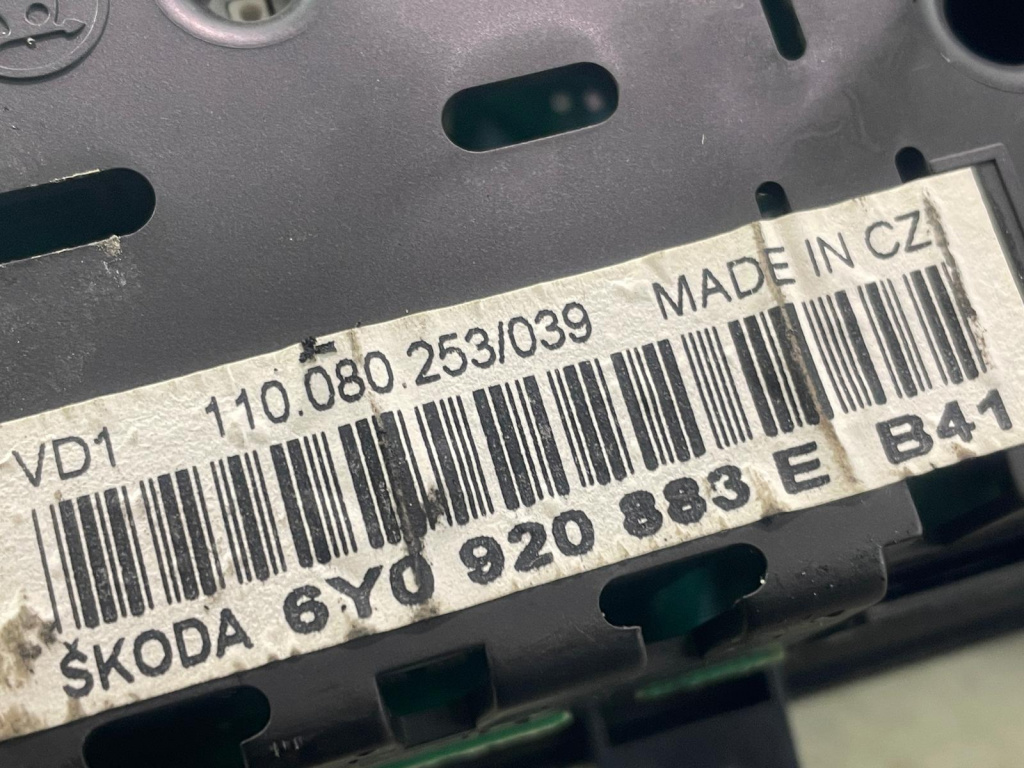 VD1 110.080.253/039 MADE IN CZ
ŠKODA 6Y0 920 883 E B41